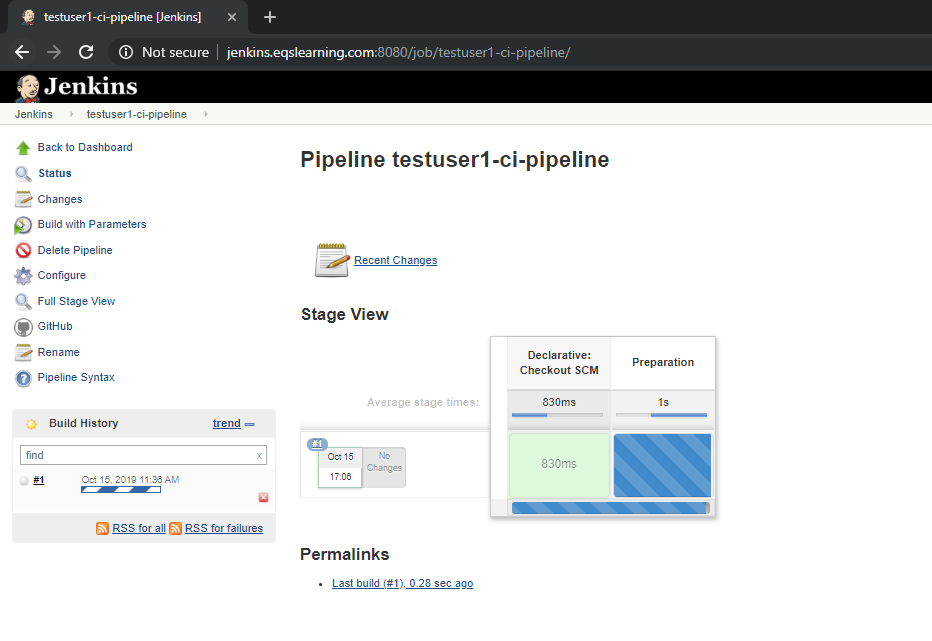 testuser1-ci-pipeline [Jenkins]
Not secure
jenkins.eqslearning.com:8080/job/testuser1-ci-pipeline/
Jenkins
Jenkins
testuser1-ci-pipeline
Back to Dashboard
Status
Changes
Build with Parameters
Delete Pipeline
Configure
Full Stage View
GitHub
Rename
Pipeline Syntax
Build History
trend
find
x
#1
Oct 15, 2019 11:36 AM
RSS for all
RSS for failures
Pipeline testuser1-ci-pipeline
Recent Changes
Stage View
Declarative:
Checkout SCM
Preparation
Average stage times:
830ms
1s
#1
Oct 15
17:06
No
Changes
830ms
Permalinks
Last build (#1), 0.28 sec ago